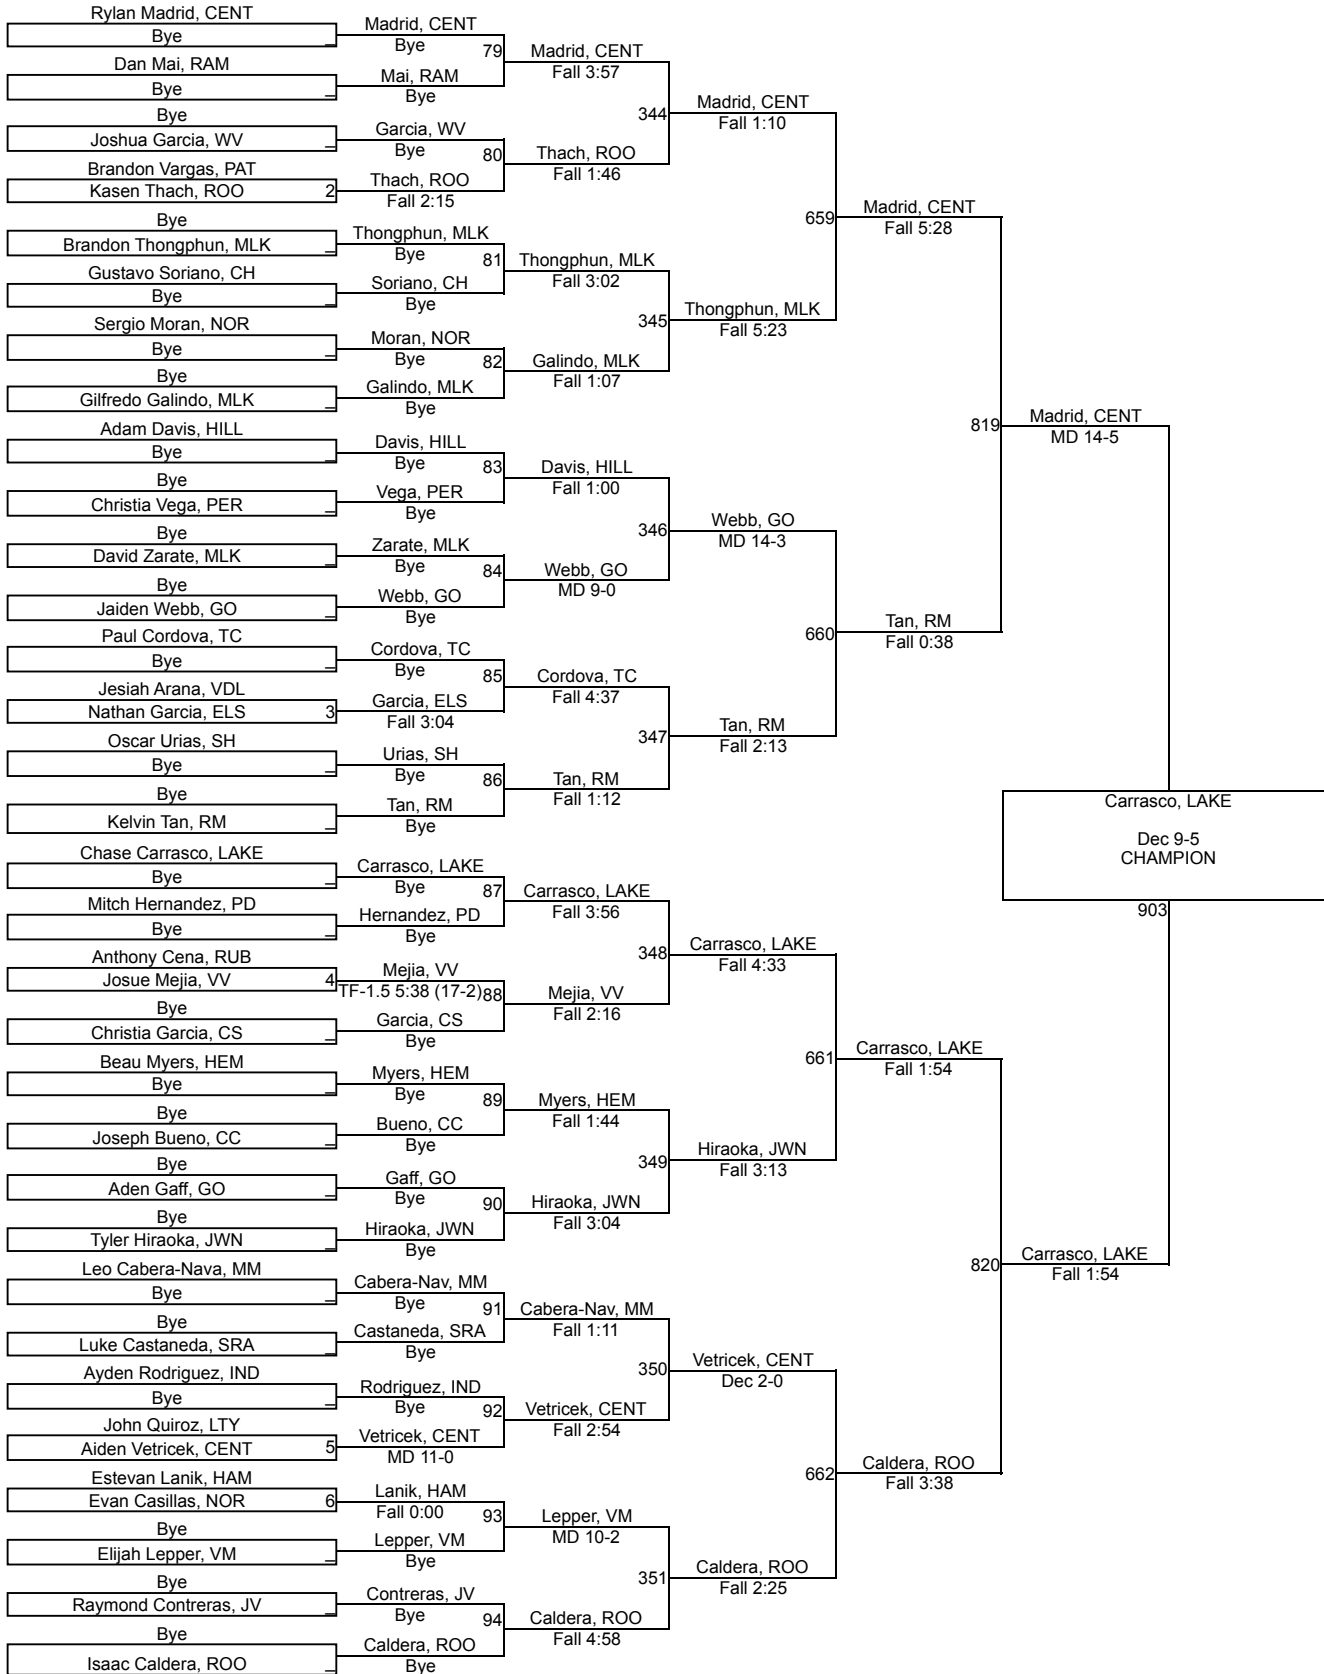 Rylan Madrid, CENT
Bye _
Dan Mai, RAM
Bye _
Bye
Joshua Garcia, WV _
Brandon Vargas, PAT
Kasen Thach, ROO 2
Bye
Brandon Thongphun, MLK _
Gustavo Soriano, CH
Bye _
Sergio Moran, NOR
Bye _
Bye
Gilfredo Galindo, MLK _
Adam Davis, HILL
Bye _
Bye
Christia Vega, PER _
Bye
David Zarate, MLK _
Bye
Jaiden Webb, GO _
Paul Cordova, TC
Bye _
Jesiah Arana, VDL
Nathan Garcia, ELS 3
Oscar Urias, SH
Bye _
Bye
Kelvin Tan, RM _
Chase Carrasco, LAKE
Bye _
Mitch Hernandez, PD
Bye _
Anthony Cena, RUB
Josue Mejia, VV 4
Bye
Christia Garcia, CS _
Beau Myers, HEM
Bye _
Bye
Joseph Bueno, CC _
Bye
Aden Gaff, GO _
Bye
Tyler Hiraoka, JWN _
Leo Cabera-Nava, MM
Bye _
Bye
Luke Castaneda, SRA _
Ayden Rodriguez, IND
Bye _
John Quiroz, LTY
Aiden Vetricek, CENT 5
Estevan Lanik, HAM
Evan Casillas, NOR 6
Bye
Elijah Lepper, VM _
Bye
Raymond Contreras, JV _
Bye
Isaac Caldera, ROO _
Madrid, CENT
Bye
79
Mai, RAM
Bye
Garcia, WV
Bye
80
Thach, ROO
Fall 2:15
Thongphun, MLK
Bye
81
Soriano, CH
Bye
Moran, NOR
Bye
82
Galindo, MLK
Bye
Davis, HILL
Bye
83
Vega, PER
Bye
Zarate, MLK
Bye
84
Webb, GO
Bye
Cordova, TC
Bye
85
Garcia, ELS
Fall 3:04
Urias, SH
Bye
86
Tan, RM
Bye
Carrasco, LAKE
Bye
87
Hernandez, PD
Bye
Mejia, VV
TF-1.5 5:38 (17-2)
88
Garcia, CS
Bye
Myers, HEM
Bye
89
Bueno, CC
Bye
Gaff, GO
Bye
90
Hiraoka, JWN
Bye
Cabera-Nav, MM
Bye
91
Castaneda, SRA
Bye
Rodriguez, IND
Bye
92
Vetricek, CENT
MD 11-0
Lanik, HAM
Fall 0:00
93
Lepper, VM
Bye
Contreras, JV
Bye
94
Caldera, ROO
Bye
Madrid, CENT
Fall 3:57
344
Thach, ROO
Fall 1:46
Thongphun, MLK
Fall 3:02
345
Galindo, MLK
Fall 1:07
Davis, HILL
Fall 1:00
346
Webb, GO
MD 9-0
Cordova, TC
Fall 4:37
347
Tan, RM
Fall 1:12
Carrasco, LAKE
Fall 3:56
348
Mejia, VV
Fall 2:16
Myers, HEM
Fall 1:44
349
Hiraoka, JWN
Fall 3:04
Cabera-Nav, MM
Fall 1:11
350
Vetricek, CENT
Fall 2:54
Lepper, VM
MD 10-2
351
Caldera, ROO
Fall 4:58
Madrid, CENT
Fall 1:10
659
Thongphun, MLK
Fall 5:23
Webb, GO
MD 14-3
660
Tan, RM
Fall 2:13
Carrasco, LAKE
Fall 4:33
661
Hiraoka, JWN
Fall 3:13
Vetricek, CENT
Dec 2-0
662
Caldera, ROO
Fall 2:25
Madrid, CENT
Fall 5:28
819
Tan, RM
Fall 0:38
Carrasco, LAKE
Fall 1:54
820
Caldera, ROO
Fall 3:38
Madrid, CENT
MD 14-5
Carrasco, LAKE
Dec 9-5
CHAMPION
903
Carrasco, LAKE
Fall 1:54